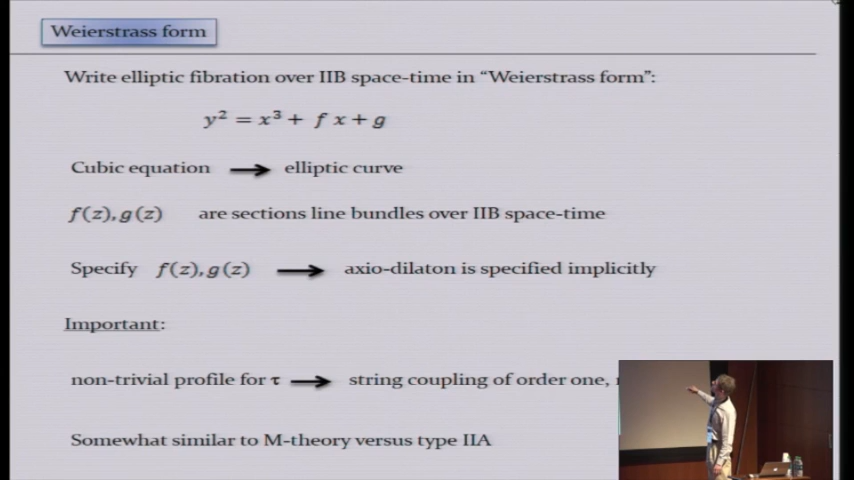 Weierstrass form
Write elliptic fibration over IIB space-time in “Weierstrass form”:
y² = x³ + f x + g
Cubic equation → elliptic curve
f(z), g(z) are sections line bundles over IIB space-time
Specify f(z), g(z) → axio-dilaton is specified implicitly
Important:
non-trivial profile for τ → string coupling of order one,
Somewhat similar to M-theory versus type IIA